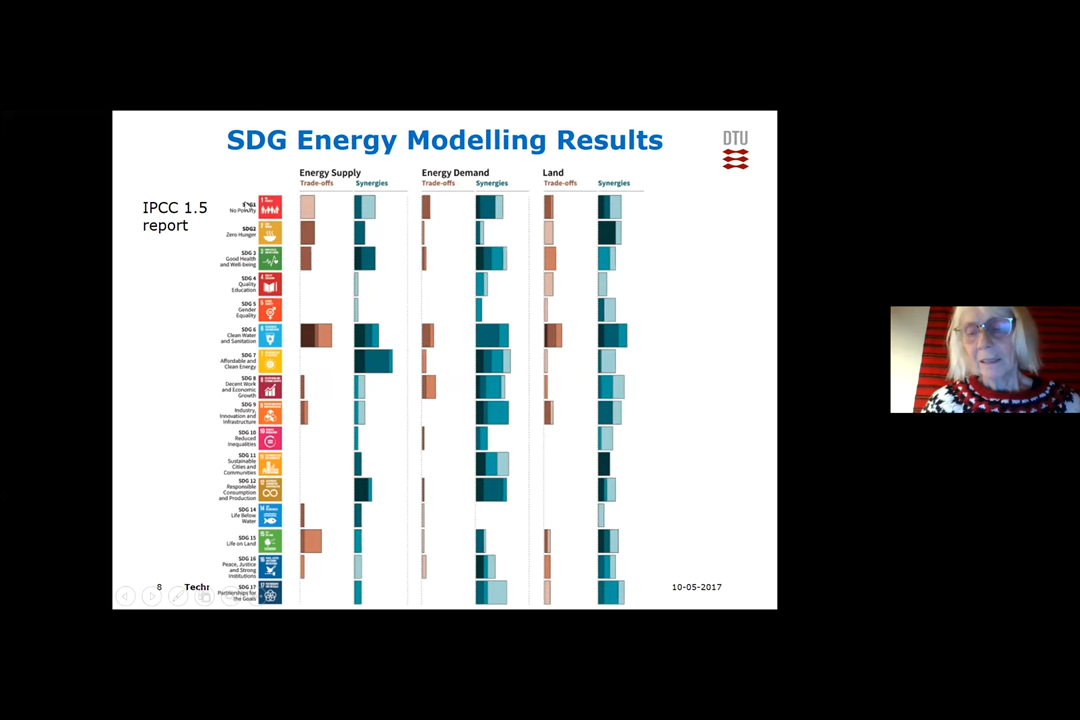 SDG Energy Modelling Results
DTU
Energy Supply Energy Demand Land
Trade-offs Synergies Trade-offs Synergies Trade-offs Synergies
IPCC 1.5
report
No Poverty
SDG2
Zero Hunger
SDG 3
Good Health
and Well-being
SDG 4
Quality
Education
SDG 5
Gender
Equality
SDG 6
Clean Water
and Sanitation
SDG 7
Affordable and
Clean Energy
SDG 8
Decent Work
and Economic
Growth
SDG 9
Industry,
Innovation and
Infrastructure
SDG 10
Reduced
Inequalities
SDG 11
Sustainable
Cities and
Communities
SDG 12
Responsible
Consumption
and Production
SDG 14
Life Below
Water
SDG 15
Life on Land
SDG 16
Peace, Justice
and Strong
Institutions
SDG 17
Partnerships for
the Goals
8 10-05-2017